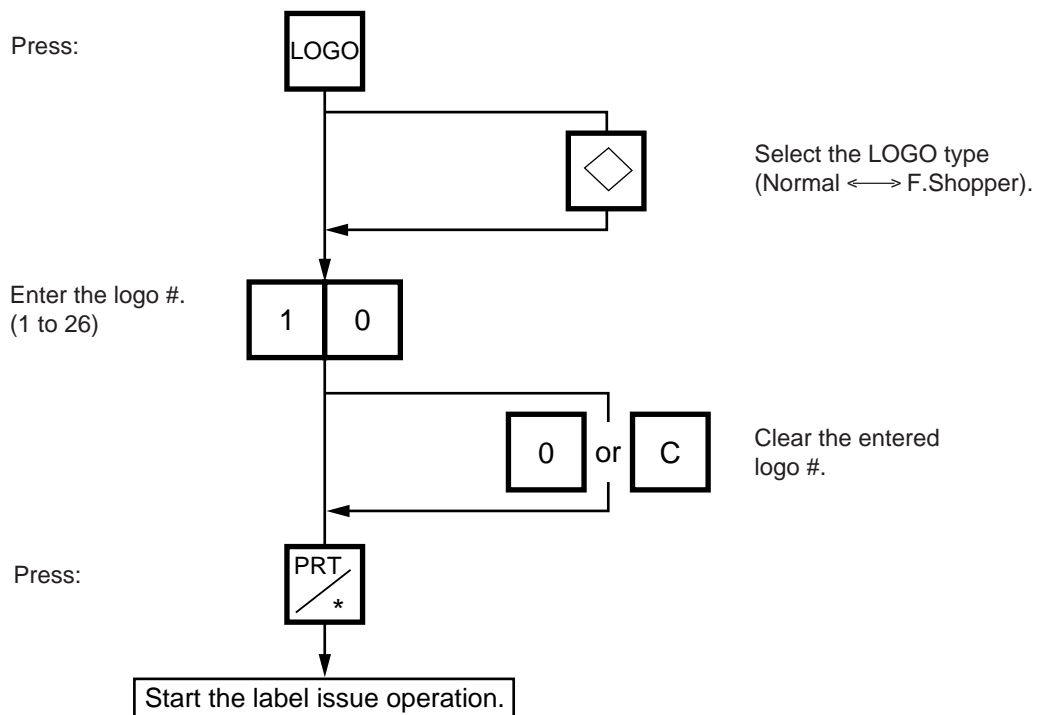 Press:
LOGO
Select the LOGO type
(Normal ⟷ F.Shopper).
Enter the logo #.
(1 to 26)
1 0
0 or C
Clear the entered
logo #.
Press:
PRT
*
Start the label issue operation.